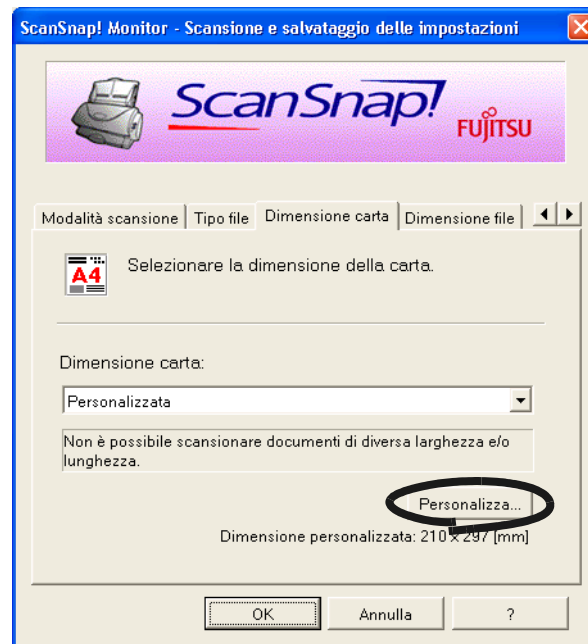 ScanSnap! Monitor - Scansione e salvataggio delle impostazioni
ScanSnap!
FUJITSU
Modalità scansione Tipo file Dimensione carta Dimensione file
A4
Selezionare la dimensione della carta.
Dimensione carta:
Personalizzata
Non è possibile scansionare documenti di diversa larghezza e/o
lunghezza.
Personalizza...
Dimensione personalizzata: 210 x 297 [mm]
OK Annulla ?